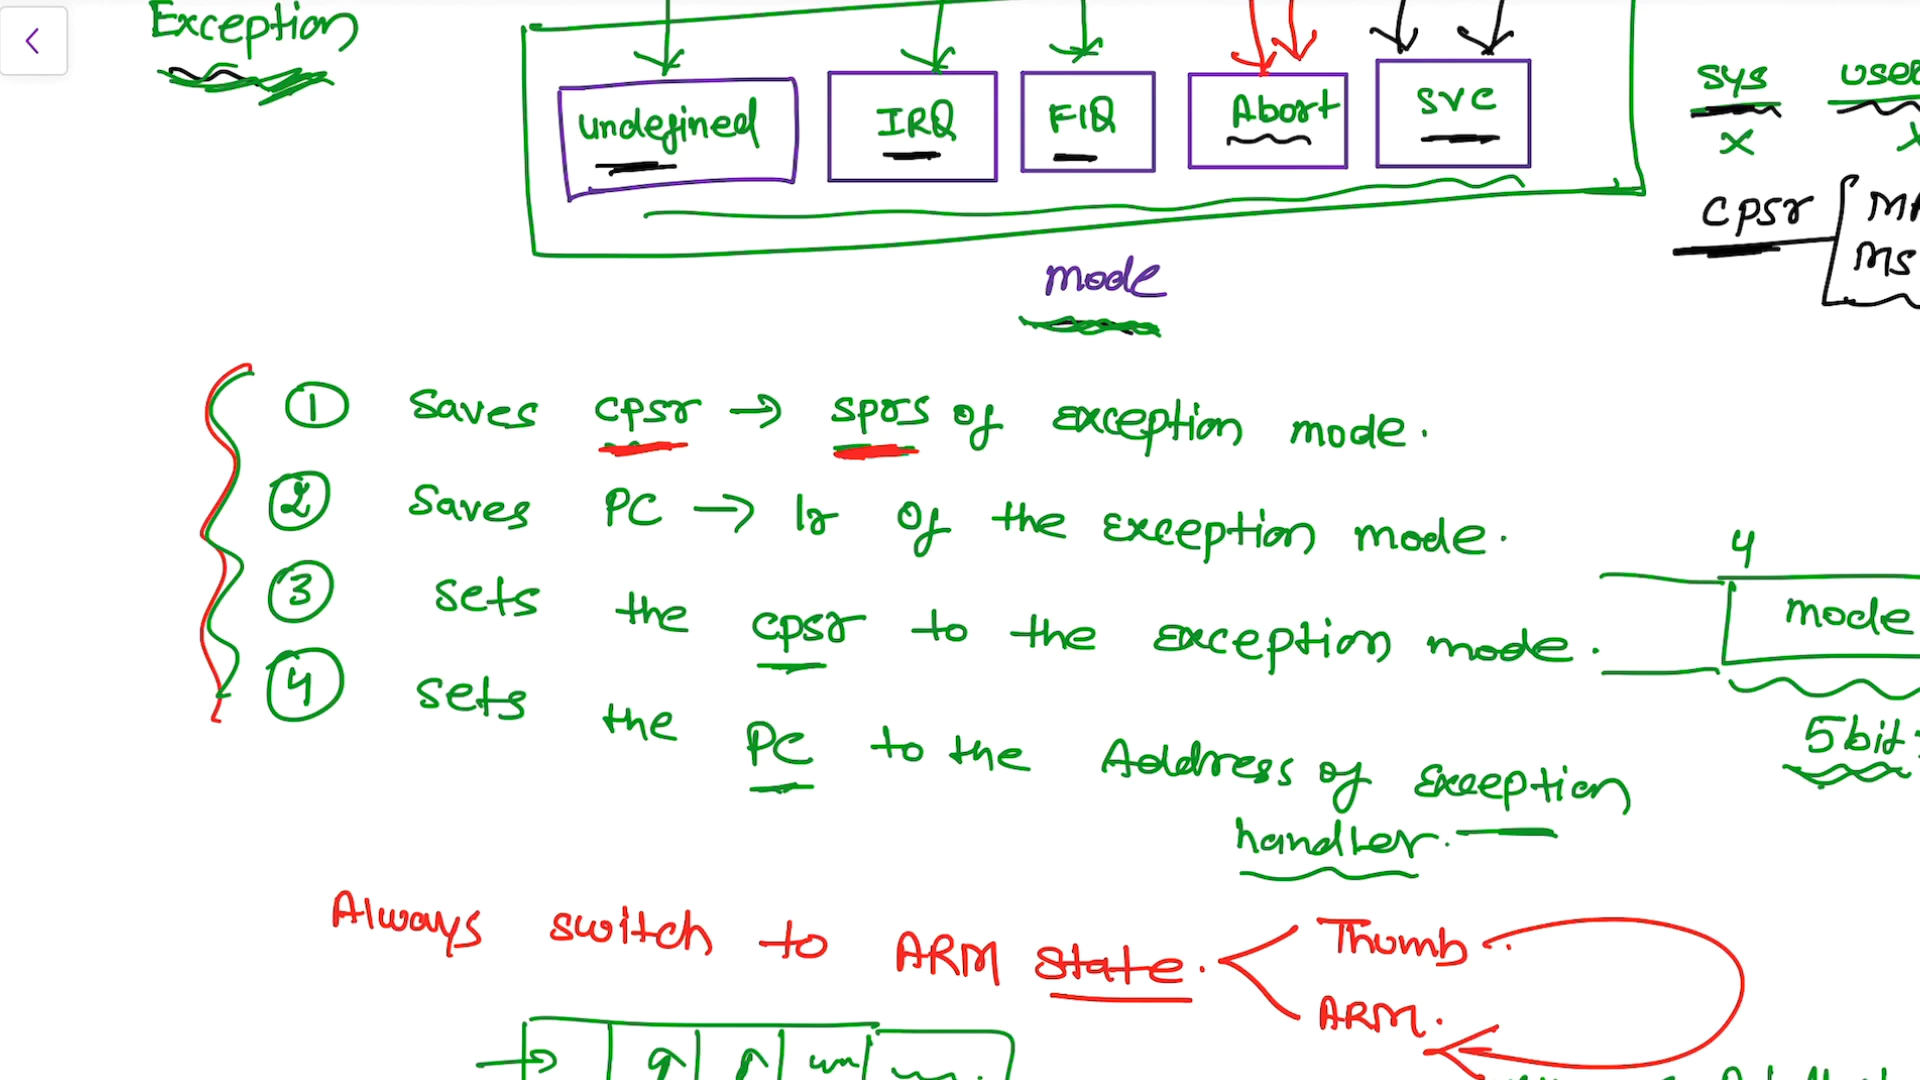 Exception
undefined IRQ FIQ Abort SVC
sys user
x x
cpsr
mode
① Saves cpsr → sprs of exception mode.
② Saves PC → lr Of the Exception mode.
③ sets the cpsr to the exception mode.
4
mode
④ sets the PC to the Address of Exception
5bit
handler.
Always switch to ARM state. Thumb
ARM.